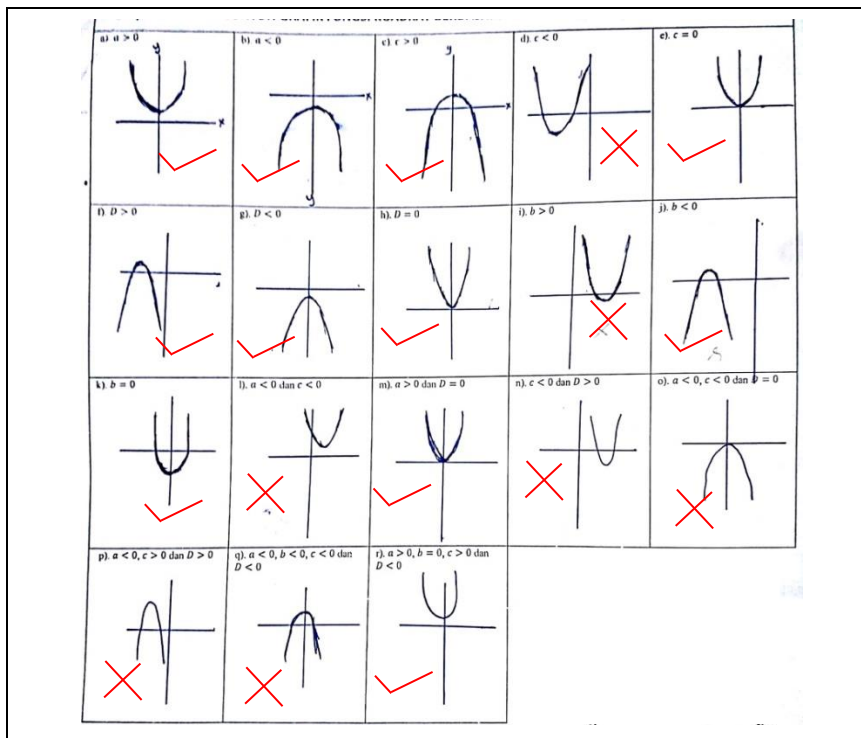 a) a > 0
b) a < 0
c) c > 0
d) c < 0
e) c = 0
y
x
x
y
y
x
f) D > 0
g). D < 0
h). D = 0
i). b > 0
j). b < 0
k). b = 0
l). a < 0 dan c < 0
m). a > 0 dan D = 0
n). c < 0 dan D > 0
o). a < 0, c < 0 dan D = 0
p). a < 0, c > 0 dan D > 0
q). a < 0, b < 0, c < 0 dan
D < 0
r). a > 0, b = 0, c > 0 dan
D < 0